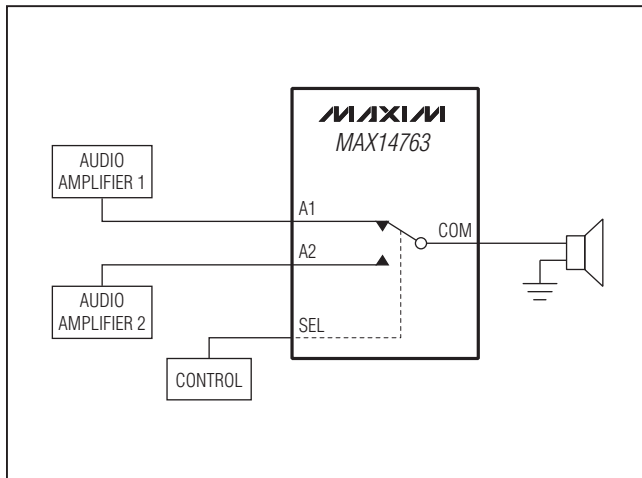 MAXIM
MAX14763
AUDIO
AMPLIFIER 1
A1
COM
A2
AUDIO
AMPLIFIER 2
SEL
CONTROL